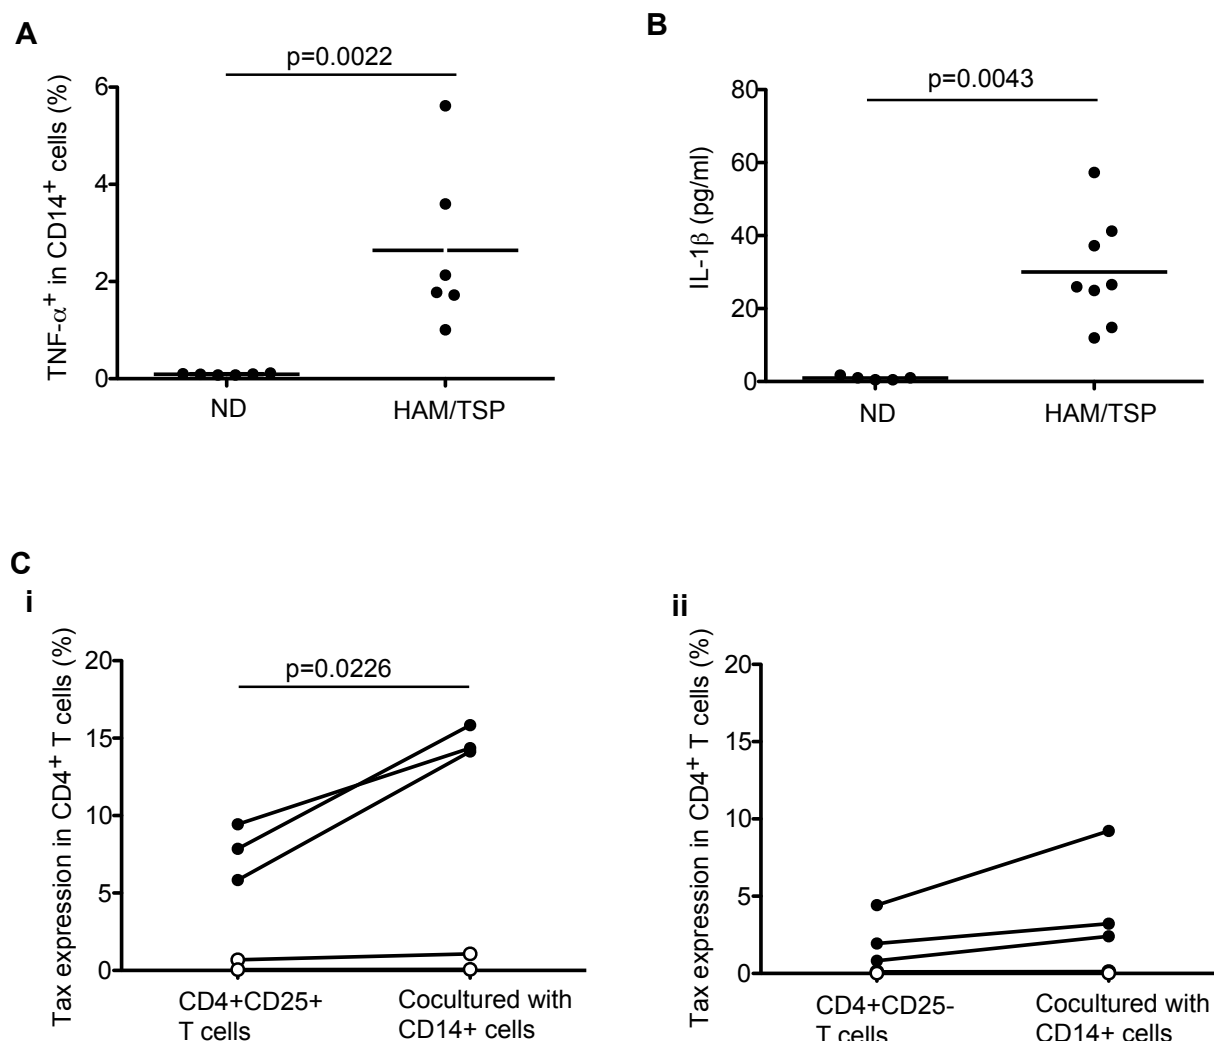 A
p=0.0022
TNF-α⁺ in CD14⁺ cells (%)
6
4
2
0
ND
HAM/TSP
B
p=0.0043
IL-1β (pg/ml)
80
60
40
20
0
ND
HAM/TSP
C
i
p=0.0226
Tax expression in CD4⁺ T cells (%)
20
15
10
5
0
CD4+CD25+
T cells
Cocultured with
CD14+ cells
ii
Tax expression in CD4⁺ T cells (%)
20
15
10
5
0
CD4+CD25-
T cells
Cocultured with
CD14+ cells